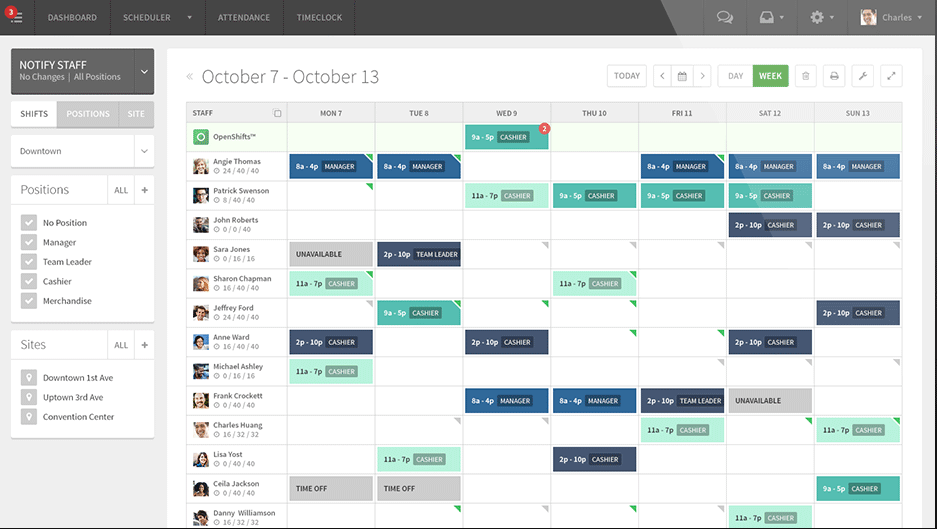 3
DASHBOARD SCHEDULER ATTENDANCE TIMECLOCK Charles
NOTIFY STAFF
No Changes | All Positions
SHIFTS POSITIONS SITE
Downtown
Positions ALL +
No Position
Manager
Team Leader
Cashier
Merchandise
Sites ALL +
Downtown 1st Ave
Uptown 3rd Ave
Convention Center
« October 7 - October 13 TODAY DAY WEEK
STAFF MON 7 TUE 8 WED 9 THU 10 FRI 11 SAT 12 SUN 13
OpenShifts™ 9a - 5p CASHIER 2
Angie Thomas 8a - 4p MANAGER 8a - 4p MANAGER 8a - 4p MANAGER 8a - 4p MANAGER 8a - 4p MANAGER
24 / 40 / 40
Patrick Swenson 11a - 7p CASHIER 9a - 5p CASHIER 9a - 5p CASHIER 9a - 5p CASHIER
8 / 40 / 40
John Roberts 2p - 10p CASHIER 2p - 10p CASHIER
0 / 0 / 40
Sara Jones UNAVAILABLE 2p - 10p TEAM LEADER
0 / 16 / 16
Sharon Chapman 11a - 7p CASHIER 11a - 7p CASHIER
16 / 40 / 40
Jeffrey Ford 9a - 5p CASHIER 2p - 10p CASHIER
24 / 40 / 40
Anne Ward 2p - 10p CASHIER 2p - 10p CASHIER 2p - 10p CASHIER
16 / 40 / 40
Michael Ashley 11a - 7p CASHIER
0 / 16 / 16
Frank Crockett 8a - 4p MANAGER 8a - 4p MANAGER 2p - 10p TEAM LEADER UNAVAILABLE
0 / 40 / 40
Charles Huang 11a - 7p CASHIER 11a - 7p CASHIER
16 / 32 / 32
Lisa Yost 11a - 7p CASHIER 2p - 10p CASHIER
0 / 40 / 40
Ceila Jackson TIME OFF TIME OFF 9a - 5p CASHIER
0 / 40 / 40
Danny Williamson 11a - 7p CASHIER
16 / 32 / 40